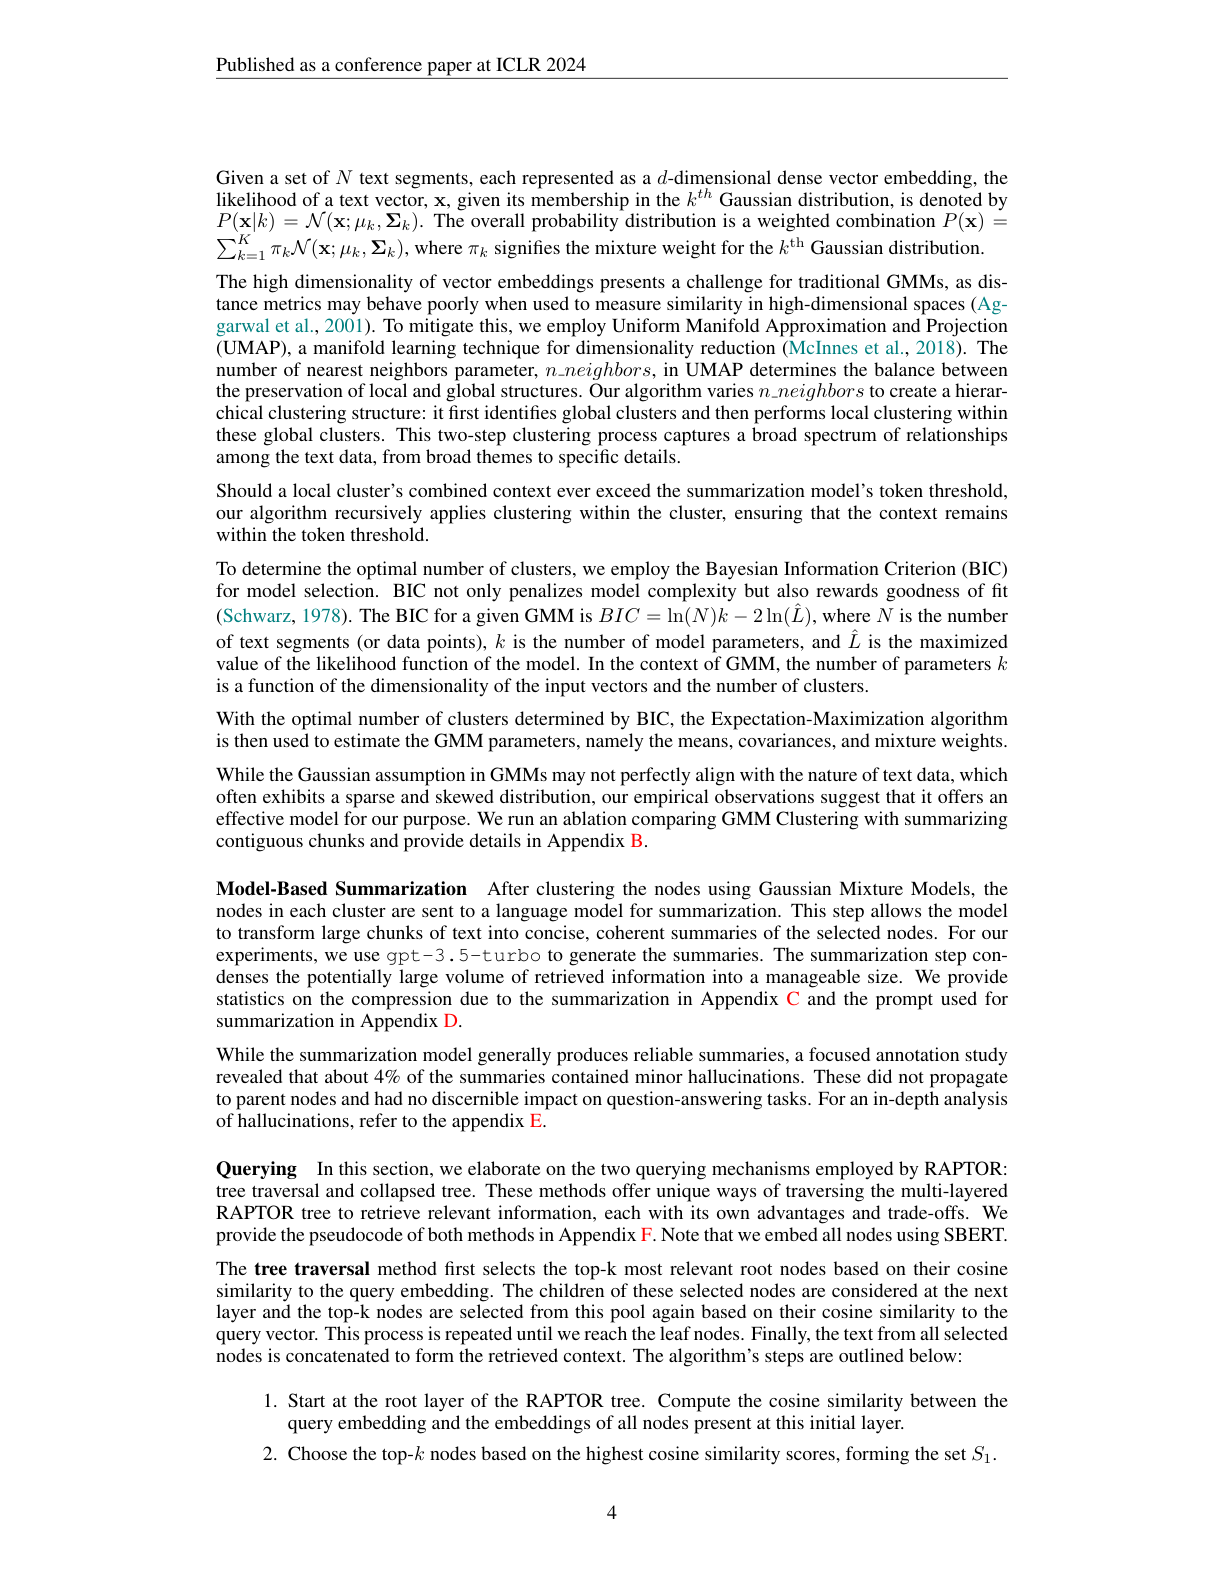 Published as a conference paper at ICLR 2024
Given a set of N text segments, each represented as a d-dimensional dense vector embedding, the
likelihood of a text vector, x, given its membership in the k^{th} Gaussian distribution, is denoted by
P(x|k) = 𝒩(x; μ_k, Σ_k). The overall probability distribution is a weighted combination P(x) =
∑_{k=1}^{K} π_k 𝒩(x; μ_k, Σ_k), where π_k signifies the mixture weight for the k^{th} Gaussian distribution.
The high dimensionality of vector embeddings presents a challenge for traditional GMMs, as dis-
tance metrics may behave poorly when used to measure similarity in high-dimensional spaces (Ag-
garwal et al., 2001). To mitigate this, we employ Uniform Manifold Approximation and Projection
(UMAP), a manifold learning technique for dimensionality reduction (McInnes et al., 2018). The
number of nearest neighbors parameter, n_neighbors, in UMAP determines the balance between
the preservation of local and global structures. Our algorithm varies n_neighbors to create a hierar-
chical clustering structure: it first identifies global clusters and then performs local clustering within
these global clusters. This two-step clustering process captures a broad spectrum of relationships
among the text data, from broad themes to specific details.
Should a local cluster's combined context ever exceed the summarization model's token threshold,
our algorithm recursively applies clustering within the cluster, ensuring that the context remains
within the token threshold.
To determine the optimal number of clusters, we employ the Bayesian Information Criterion (BIC)
for model selection. BIC not only penalizes model complexity but also rewards goodness of fit
(Schwarz, 1978). The BIC for a given GMM is BIC = ln(N)k − 2 ln(L̂), where N is the number
of text segments (or data points), k is the number of model parameters, and L̂ is the maximized
value of the likelihood function of the model. In the context of GMM, the number of parameters k
is a function of the dimensionality of the input vectors and the number of clusters.
With the optimal number of clusters determined by BIC, the Expectation-Maximization algorithm
is then used to estimate the GMM parameters, namely the means, covariances, and mixture weights.
While the Gaussian assumption in GMMs may not perfectly align with the nature of text data, which
often exhibits a sparse and skewed distribution, our empirical observations suggest that it offers an
effective model for our purpose. We run an ablation comparing GMM Clustering with summarizing
contiguous chunks and provide details in Appendix B.
Model-Based Summarization After clustering the nodes using Gaussian Mixture Models, the
nodes in each cluster are sent to a language model for summarization. This step allows the model
to transform large chunks of text into concise, coherent summaries of the selected nodes. For our
experiments, we use gpt-3.5-turbo to generate the summaries. The summarization step con-
denses the potentially large volume of retrieved information into a manageable size. We provide
statistics on the compression due to the summarization in Appendix C and the prompt used for
summarization in Appendix D.
While the summarization model generally produces reliable summaries, a focused annotation study
revealed that about 4% of the summaries contained minor hallucinations. These did not propagate
to parent nodes and had no discernible impact on question-answering tasks. For an in-depth analysis
of hallucinations, refer to the appendix E.
Querying In this section, we elaborate on the two querying mechanisms employed by RAPTOR:
tree traversal and collapsed tree. These methods offer unique ways of traversing the multi-layered
RAPTOR tree to retrieve relevant information, each with its own advantages and trade-offs. We
provide the pseudocode of both methods in Appendix F. Note that we embed all nodes using SBERT.
The tree traversal method first selects the top-k most relevant root nodes based on their cosine
similarity to the query embedding. The children of these selected nodes are considered at the next
layer and the top-k nodes are selected from this pool again based on their cosine similarity to the
query vector. This process is repeated until we reach the leaf nodes. Finally, the text from all selected
nodes is concatenated to form the retrieved context. The algorithm's steps are outlined below:
1. Start at the root layer of the RAPTOR tree. Compute the cosine similarity between the
query embedding and the embeddings of all nodes present at this initial layer.
2. Choose the top-k nodes based on the highest cosine similarity scores, forming the set S_1.
4